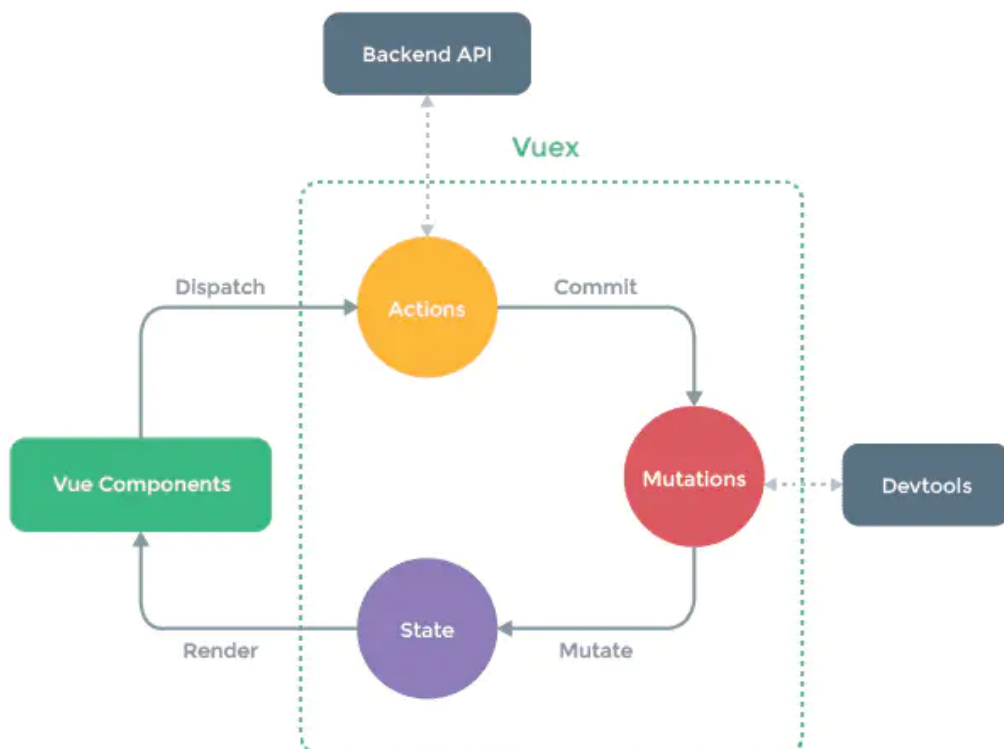 Backend API
Vuex
Dispatch
Commit
Actions
Vue Components
Mutations
Devtools
State
Render
Mutate